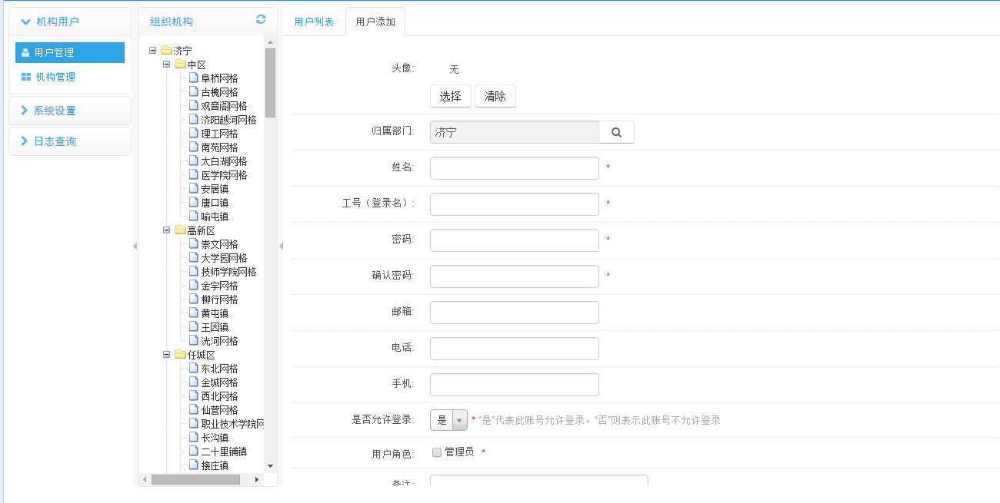 机构用户
用户管理
机构管理
系统设置
日志查询
组织机构
济宁
中区
阜桥网格
古槐网格
观音阁网格
济阳越河网格
理工网格
南苑网格
太白湖网格
医学院网格
安居镇
唐口镇
喻屯镇
高新区
崇文网格
大学园网格
技师学院网格
金宇网格
柳行网格
黄屯镇
王因镇
洸河网格
任城区
东北网格
金城网格
西北网格
仙营网格
职业技术学院网
长沟镇
二十里铺镇
接庄镇
用户列表 用户添加
头像: 无
选择 清除
归属部门: 济宁
姓名: *
工号（登录名）: *
密码: *
确认密码: *
邮箱:
电话:
手机:
是否允许登录: 是 * “是”代表此账号允许登录，“否”则表示此账号不允许登录
用户角色: 管理员 *
备注: